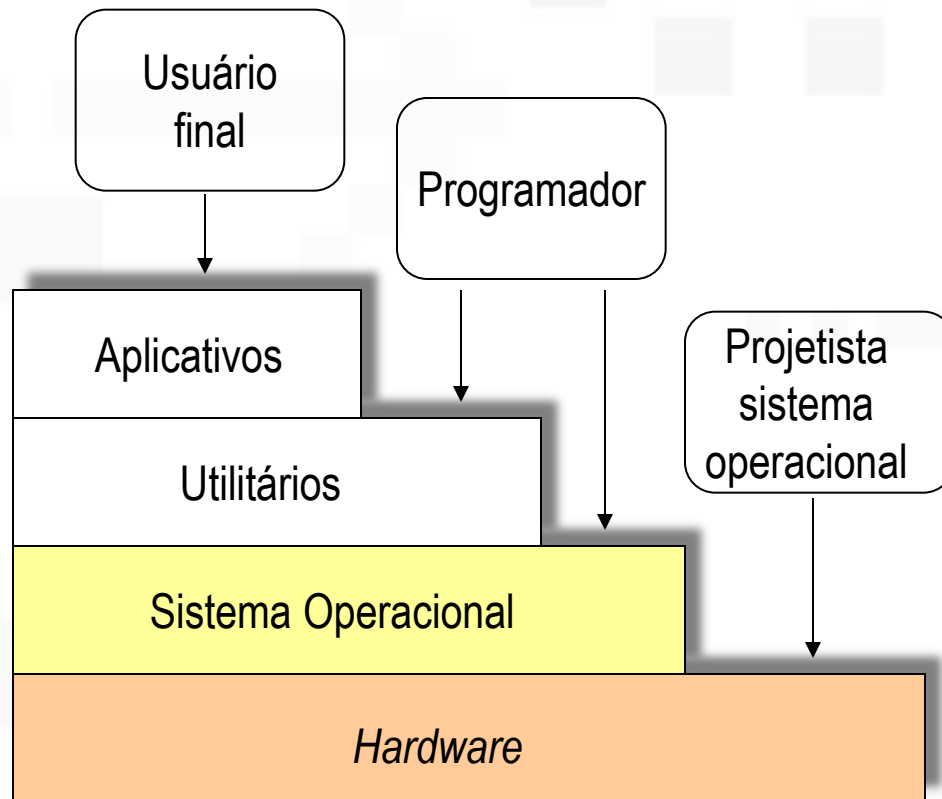 Usuário
final
Programador
Projetista
sistema
operacional
Aplicativos
Utilitários
Sistema Operacional
Hardware